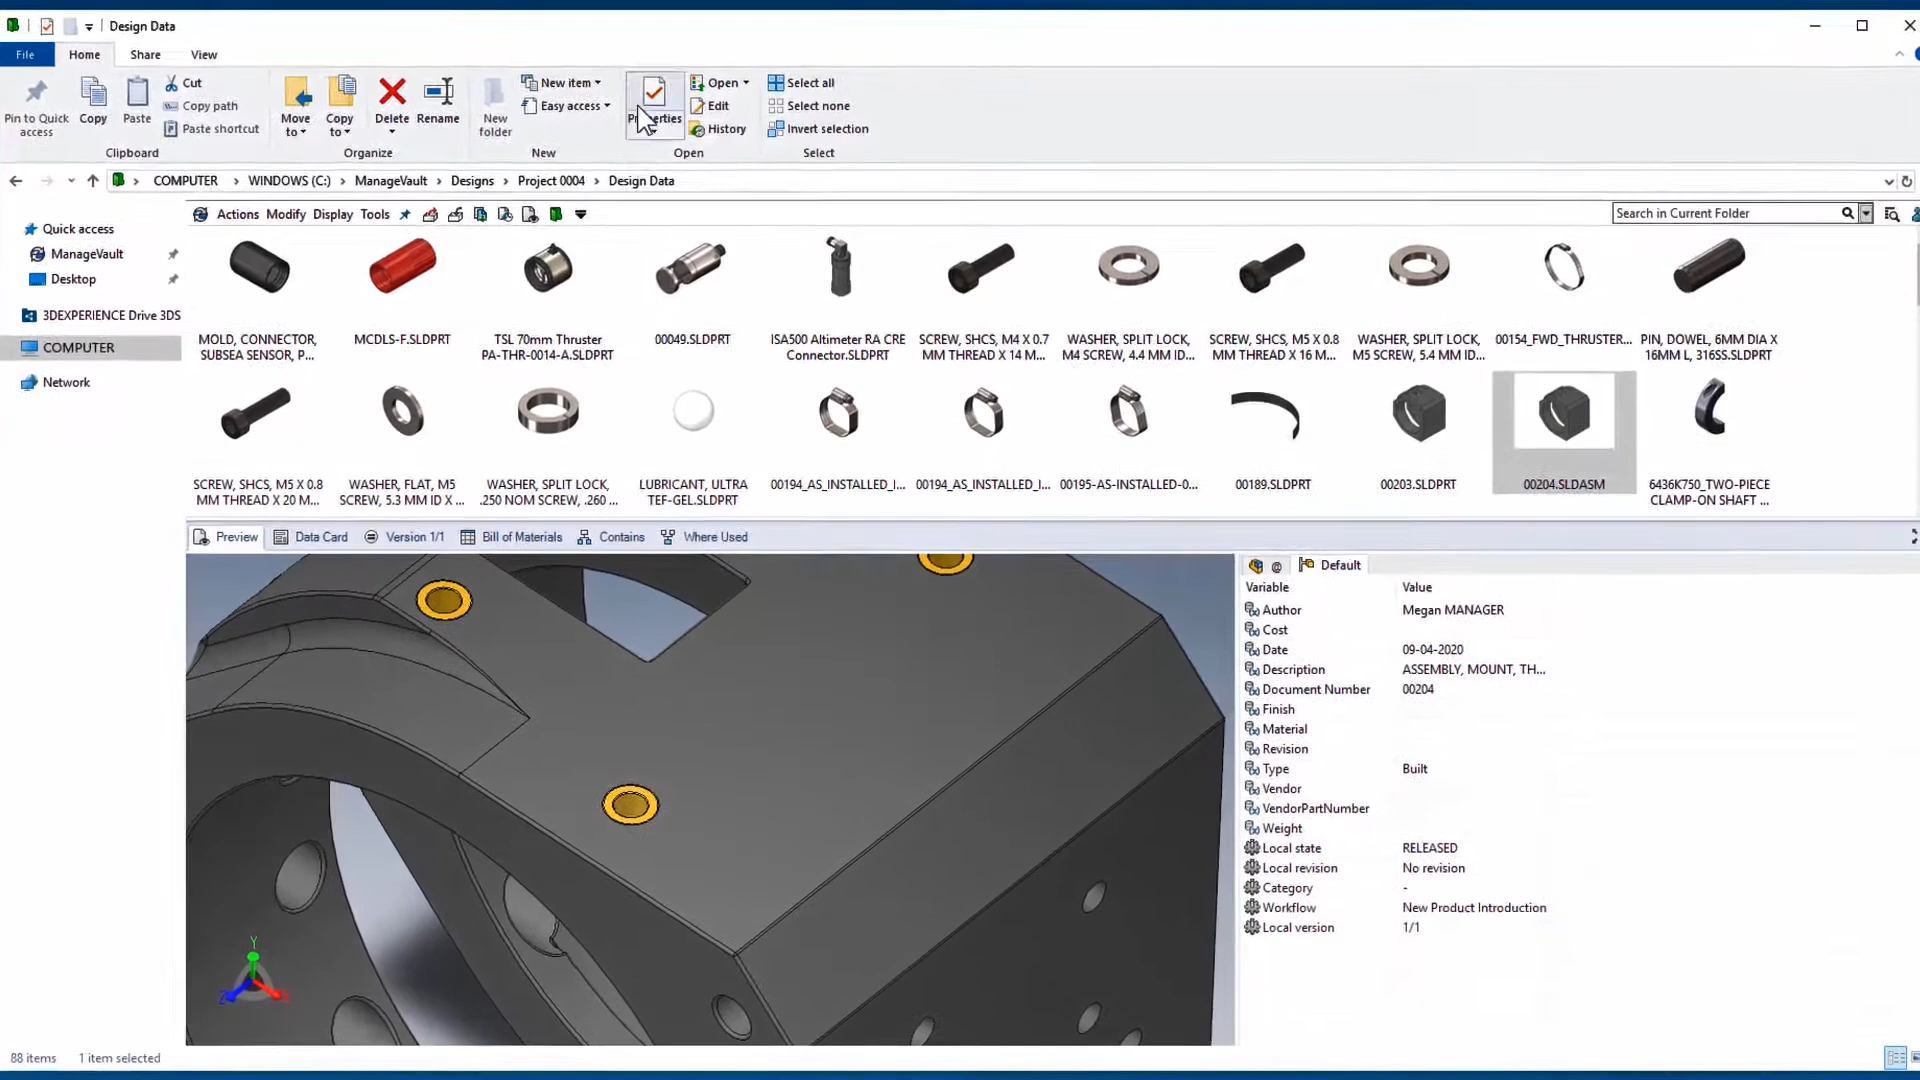 Design Data
File Home Share View
Pin to Quick access
Copy
Paste
Cut
Copy path
Paste shortcut
Clipboard
Move to
Copy to
Delete
Rename
Organize
New folder
New item
Easy access
New
Properties
Open
Edit
History
Open
Select all
Select none
Invert selection
Select
COMPUTER > WINDOWS (C:) > ManageVault > Designs > Project 0004 > Design Data
Quick access
ManageVault
Desktop
3DEXPERIENCE Drive 3DS
COMPUTER
Network
Actions Modify Display Tools
Search in Current Folder
MOLD, CONNECTOR,
SUBSEA SENSOR, P...
MCDLS-F.SLDPRT
TSL 70mm Thruster
PA-THR-0014-A.SLDPRT
00049.SLDPRT
ISA500 Altimeter RA CRE
Connector.SLDPRT
SCREW, SHCS, M4 X 0.7
MM THREAD X 14 M...
WASHER, SPLIT LOCK,
M4 SCREW, 4.4 MM ID...
SCREW, SHCS, M5 X 0.8
MM THREAD X 16 M...
WASHER, SPLIT LOCK,
M5 SCREW, 5.4 MM ID...
00154_FWD_THRUSTER...
PIN, DOWEL, 6MM DIA X
16MM L, 316SS.SLDPRT
SCREW, SHCS, M5 X 0.8
MM THREAD X 20 M...
WASHER, FLAT, M5
SCREW, 5.3 MM ID X ...
WASHER, SPLIT LOCK,
.250 NOM SCREW, .260 ...
LUBRICANT, ULTRA
TEF-GEL.SLDPRT
00194_AS_INSTALLED_I...
00194_AS_INSTALLED_I...
00195-AS-INSTALLED-0...
00189.SLDPRT
00203.SLDPRT
00204.SLDASM
6436K750_TWO-PIECE
CLAMP-ON SHAFT ...
Preview Data Card Version 1/1 Bill of Materials Contains Where Used
@ Default
Variable Value
Author Megan MANAGER
Cost
Date 09-04-2020
Description ASSEMBLY, MOUNT, TH...
Document Number 00204
Finish
Material
Revision
Type Built
Vendor
VendorPartNumber
Weight
Local state RELEASED
Local revision No revision
Category -
Workflow New Product Introduction
Local version 1/1
Y
88 items 1 item selected